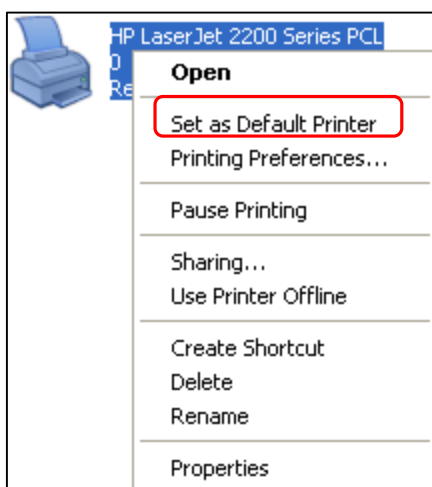 HP LaserJet 2200 Series PCL
0
Re
Open
Set as Default Printer
Printing Preferences...
Pause Printing
Sharing...
Use Printer Offline
Create Shortcut
Delete
Rename
Properties